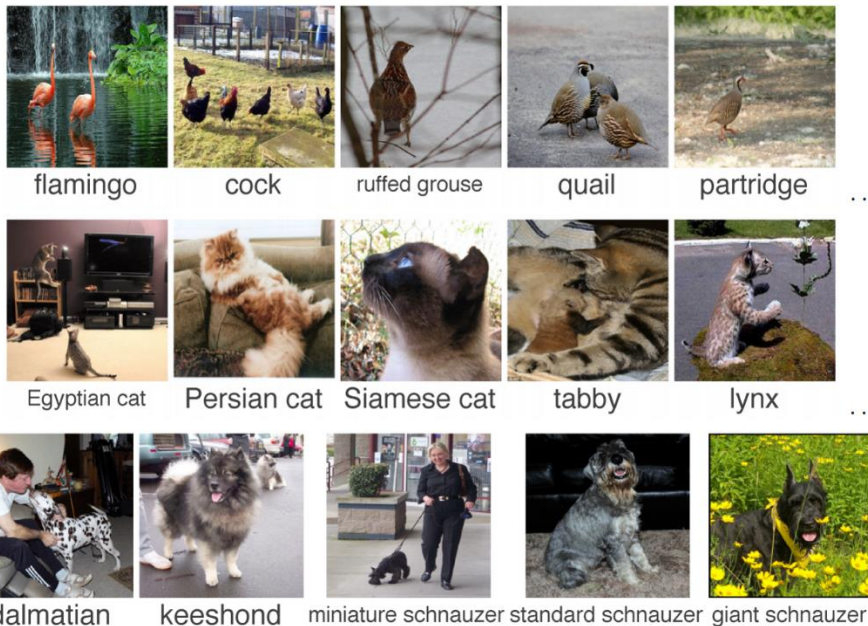 flamingo cock ruffed grouse quail partridge ..
Egyptian cat Persian cat Siamese cat tabby lynx ..
dalmatian keeshond miniature schnauzer standard schnauzer giant schnauzer